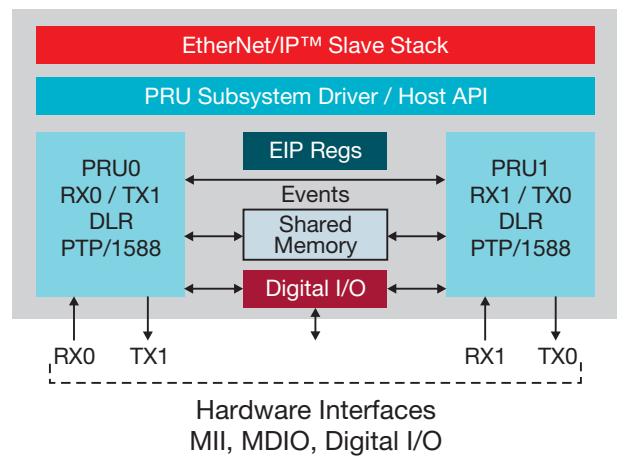 EtherNet/IP™ Slave Stack
PRU Subsystem Driver / Host API
PRU0
RX0 / TX1
DLR
PTP/1588
EIP Regs
Events
Shared
Memory
Digital I/O
PRU1
RX1 / TX0
DLR
PTP/1588
RX0
TX1
RX1
TX0
Hardware Interfaces
MII, MDIO, Digital I/O